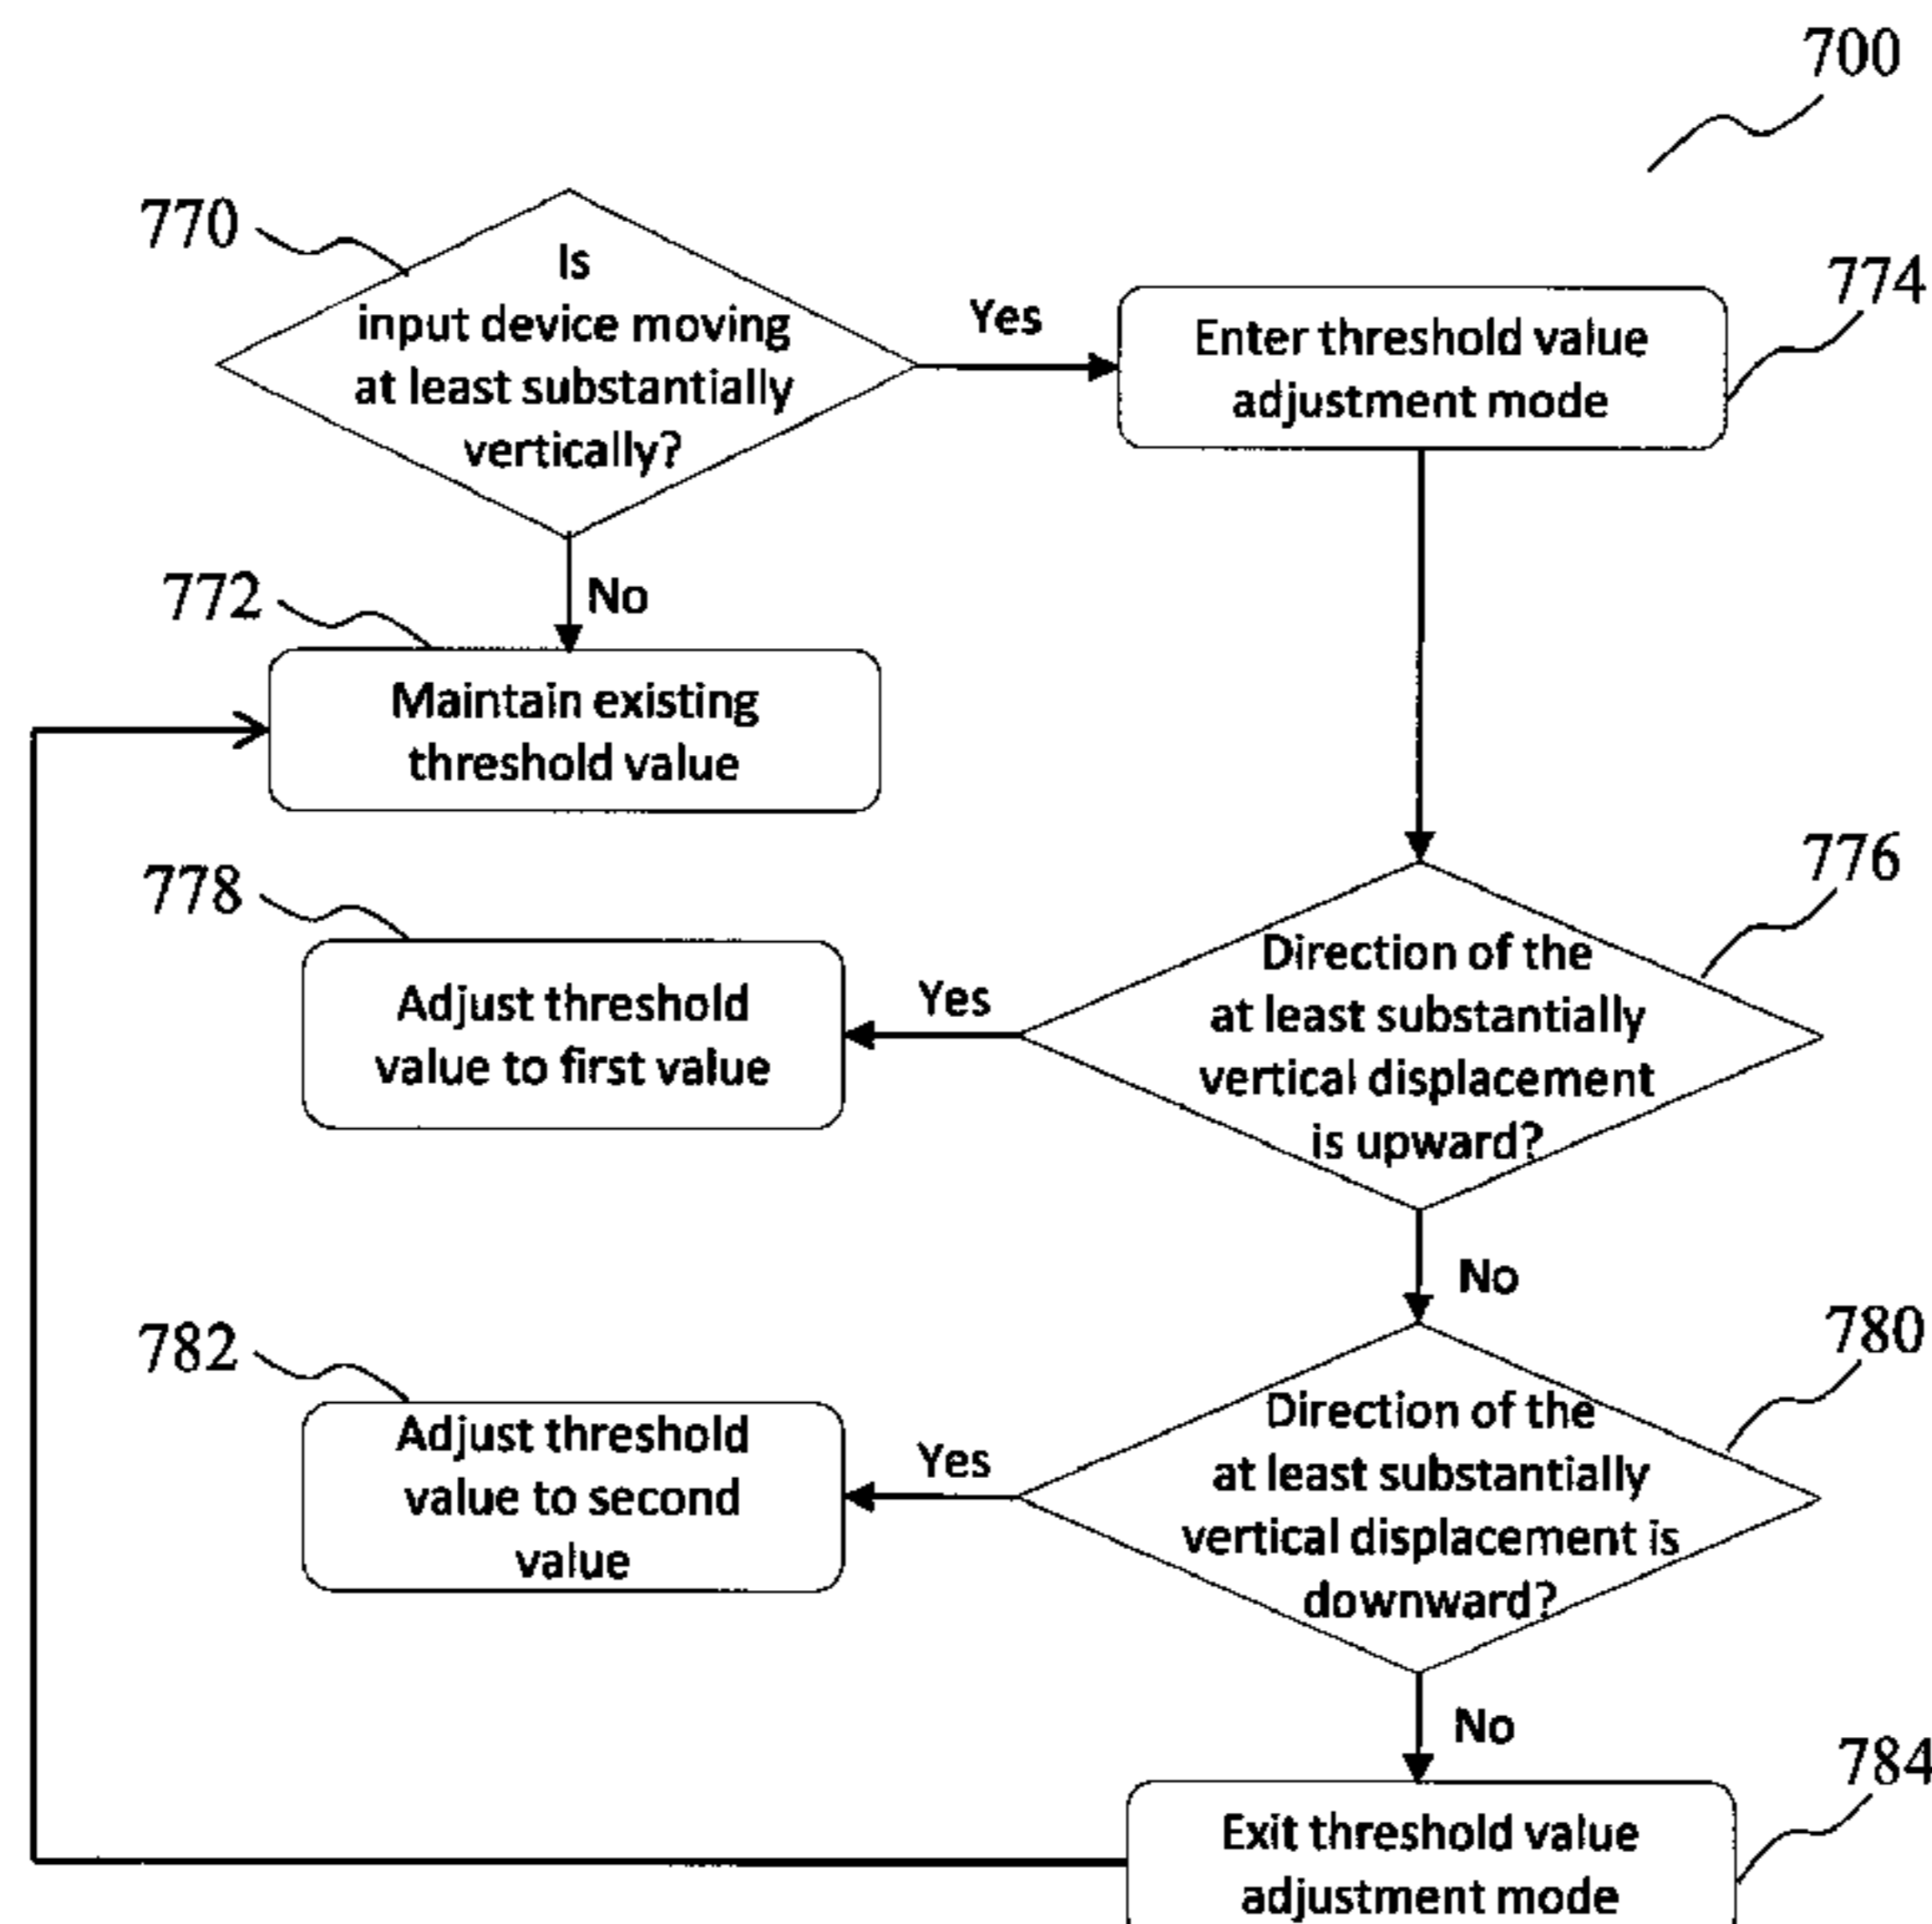 700
770
Is
input device moving
at least substantially
vertically?
Yes
774
Enter threshold value
adjustment mode
No
772
Maintain existing
threshold value
776
Direction of the
at least substantially
vertical displacement
is upward?
Yes
778
Adjust threshold
value to first value
No
780
Direction of the
at least substantially
vertical displacement is
downward?
Yes
782
Adjust threshold
value to second
value
No
784
Exit threshold value
adjustment mode